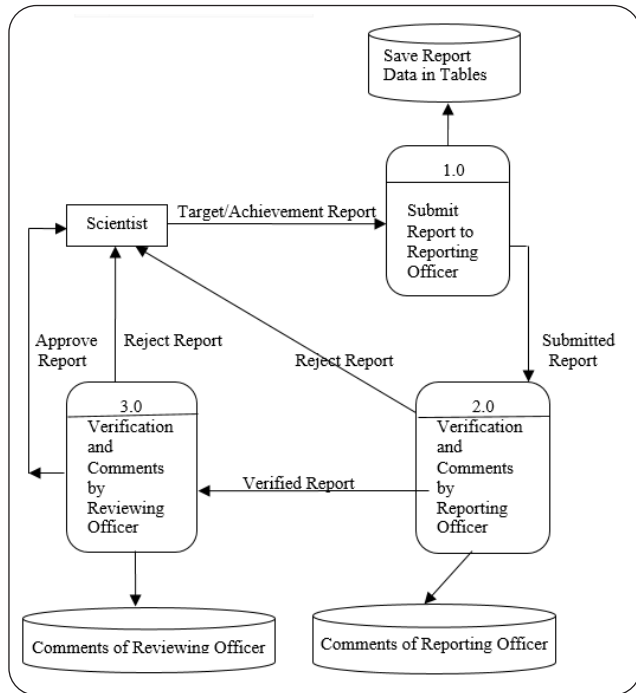 Save Report
Data in Tables
1.0
Submit
Report to
Reporting
Officer
Target/Achievement Report
Scientist
Approve
Report
Reject Report
Reject Report
Submitted
Report
3.0
Verification
and
Comments
by
Reviewing
Officer
2.0
Verification
and
Comments
by
Reporting
Officer
Verified Report
Comments of Reviewing Officer
Comments of Reporting Officer